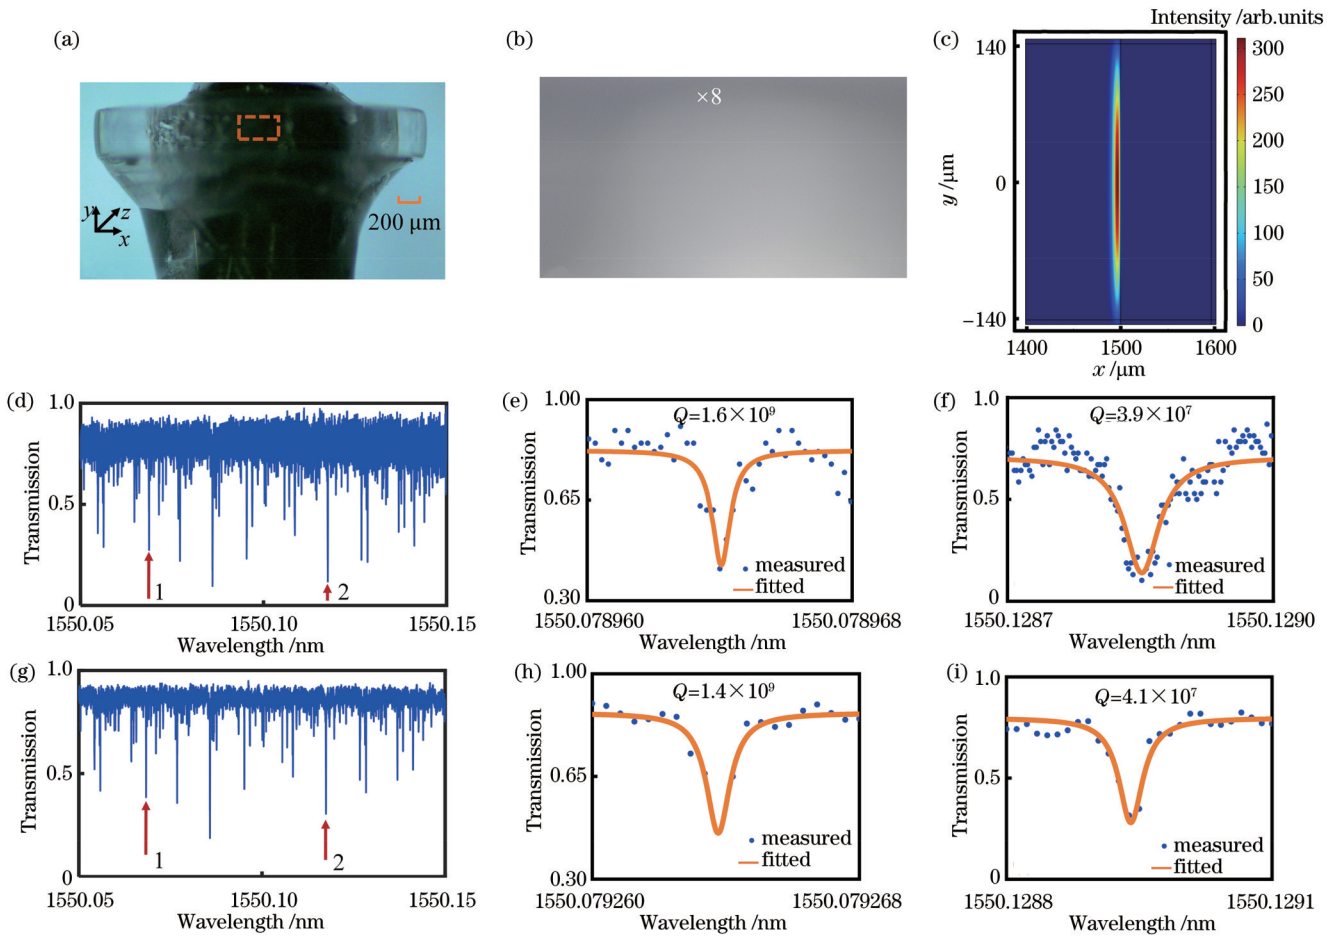 (a)
y
z
x
200 μm
(b)
×8
(c)
Intensity /arb.units
140
0
−140
y /μm
1400
1500
1600
x /μm
300
250
200
150
100
50
0
(d)
1.0
0.5
0
Transmission
1
2
1550.05
1550.10
1550.15
Wavelength /nm
(e)
1.00
0.65
0.30
Transmission
Q=1.6×10⁹
measured
fitted
1550.078960
1550.078968
Wavelength /nm
(f)
1.0
0.5
0
Transmission
Q=3.9×10⁷
measured
fitted
1550.1287
1550.1290
Wavelength /nm
(g)
1.0
0.5
0
Transmission
1
2
1550.05
1550.10
1550.15
Wavelength /nm
(h)
1.00
0.65
0.30
Transmission
Q=1.4×10⁹
measured
fitted
1550.079260
1550.079268
Wavelength /nm
(i)
1.0
0.5
0
Transmission
Q=4.1×10⁷
measured
fitted
1550.1288
1550.1291
Wavelength /nm